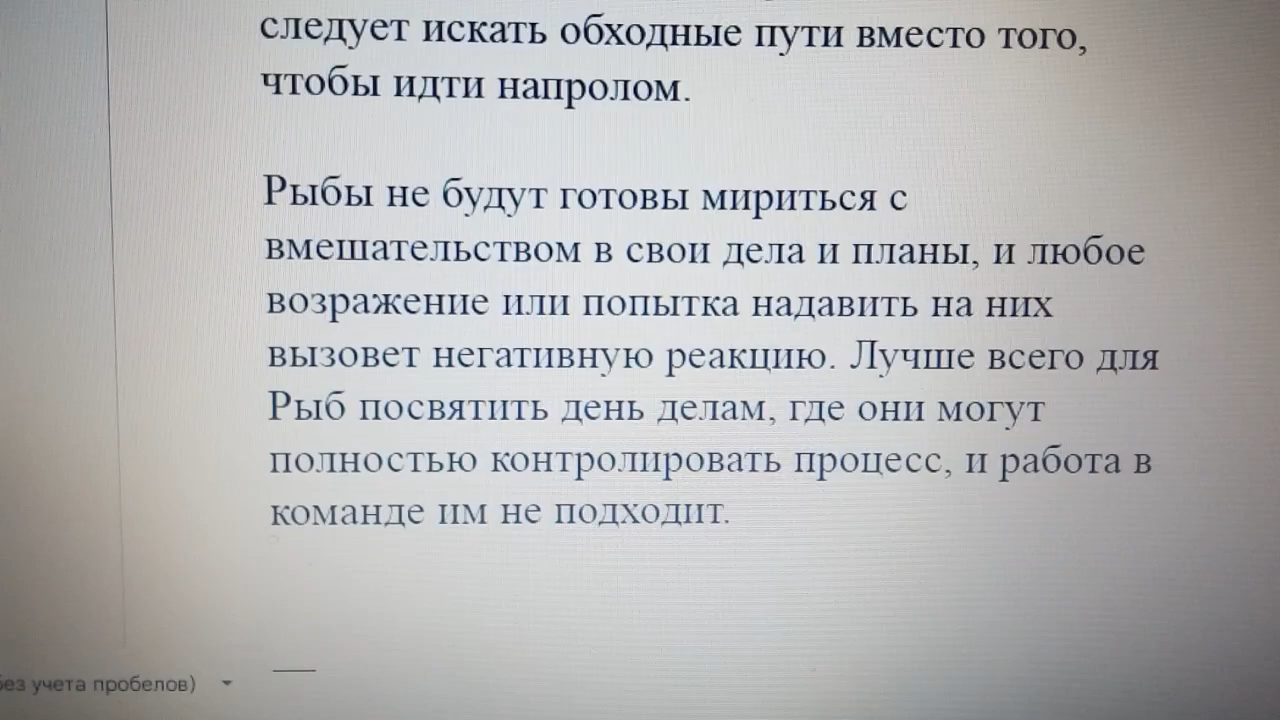 следует искать обходные пути вместо того,
чтобы идти напролом.
Рыбы не будут готовы мириться с
вмешательством в свои дела и планы, и любое
возражение или попытка надавить на них
вызовет негативную реакцию. Лучше всего для
Рыб посвятить день делам, где они могут
полностью контролировать процесс, и работа в
команде им не подходит.
без учета пробелов)